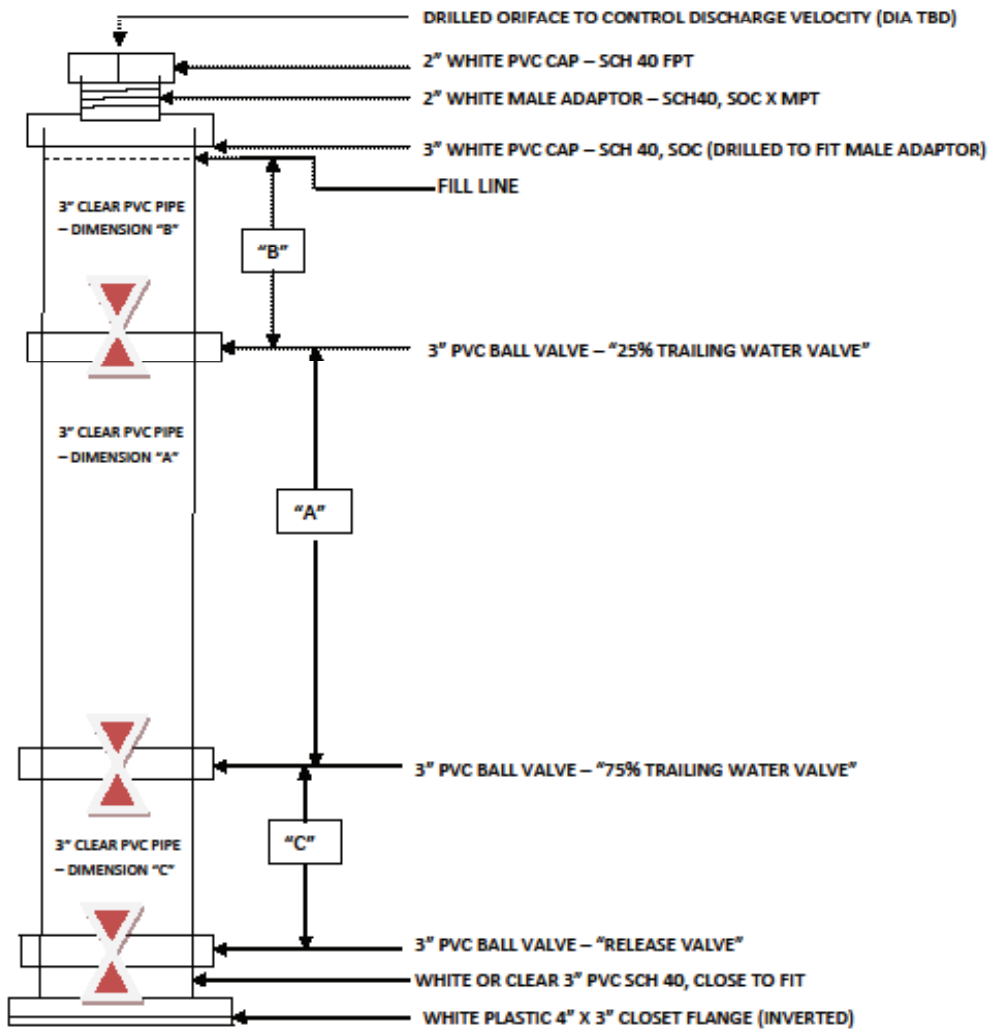 DRILLED ORIFACE TO CONTROL DISCHARGE VELOCITY (DIA TBD)
2” WHITE PVC CAP – SCH 40 FPT
2” WHITE MALE ADAPTOR – SCH40, SOC X MPT
3” WHITE PVC CAP – SCH 40, SOC (DRILLED TO FIT MALE ADAPTOR)
FILL LINE
3” CLEAR PVC PIPE
– DIMENSION “B”
“B”
3” PVC BALL VALVE – “25% TRAILING WATER VALVE”
3” CLEAR PVC PIPE
– DIMENSION “A”
“A”
3” PVC BALL VALVE – “75% TRAILING WATER VALVE”
3” CLEAR PVC PIPE
– DIMENSION “C”
“C”
3” PVC BALL VALVE – “RELEASE VALVE”
WHITE OR CLEAR 3” PVC SCH 40, CLOSE TO FIT
WHITE PLASTIC 4” X 3” CLOSET FLANGE (INVERTED)